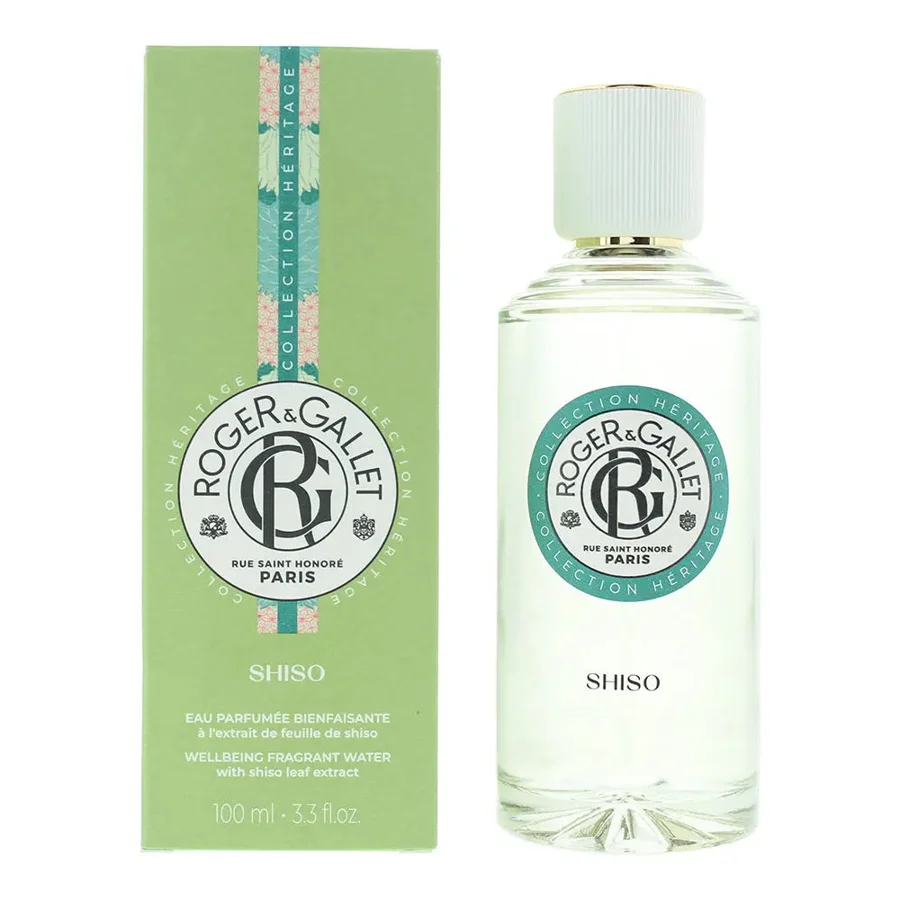 COLLECTION HÉRITAGE ·
COLLECTION HÉRITAGE
COLLECTION HÉRITAGE
ROGER & GALLET
RG
RUE SAINT HONORÉ
PARIS
SHISO
EAU PARFUMÉE BIENFAISANTE
à l'extrait de feuille de shiso
WELLBEING FRAGRANT WATER
with shiso leaf extract
100 ml · 3.3 fl.oz.
· COLLECTION HÉRITAGE ·
COLLECTION HÉRITAGE
ROGER & GALLET
RG
RUE SAINT HONORÉ
PARIS
SHISO